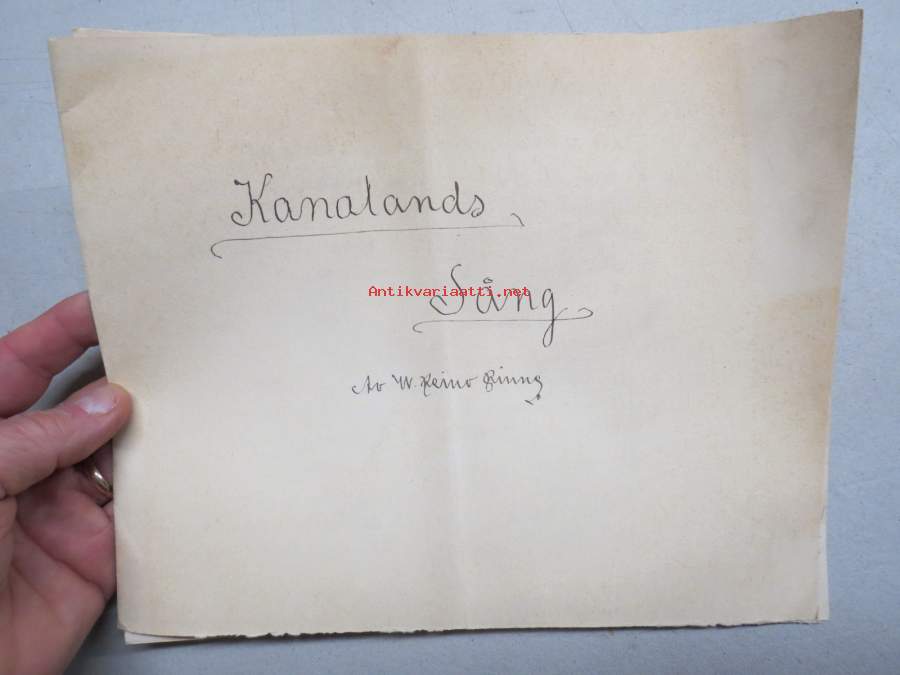 Kanalands
Sång
Antikvariaatti.net
Av W. Reino